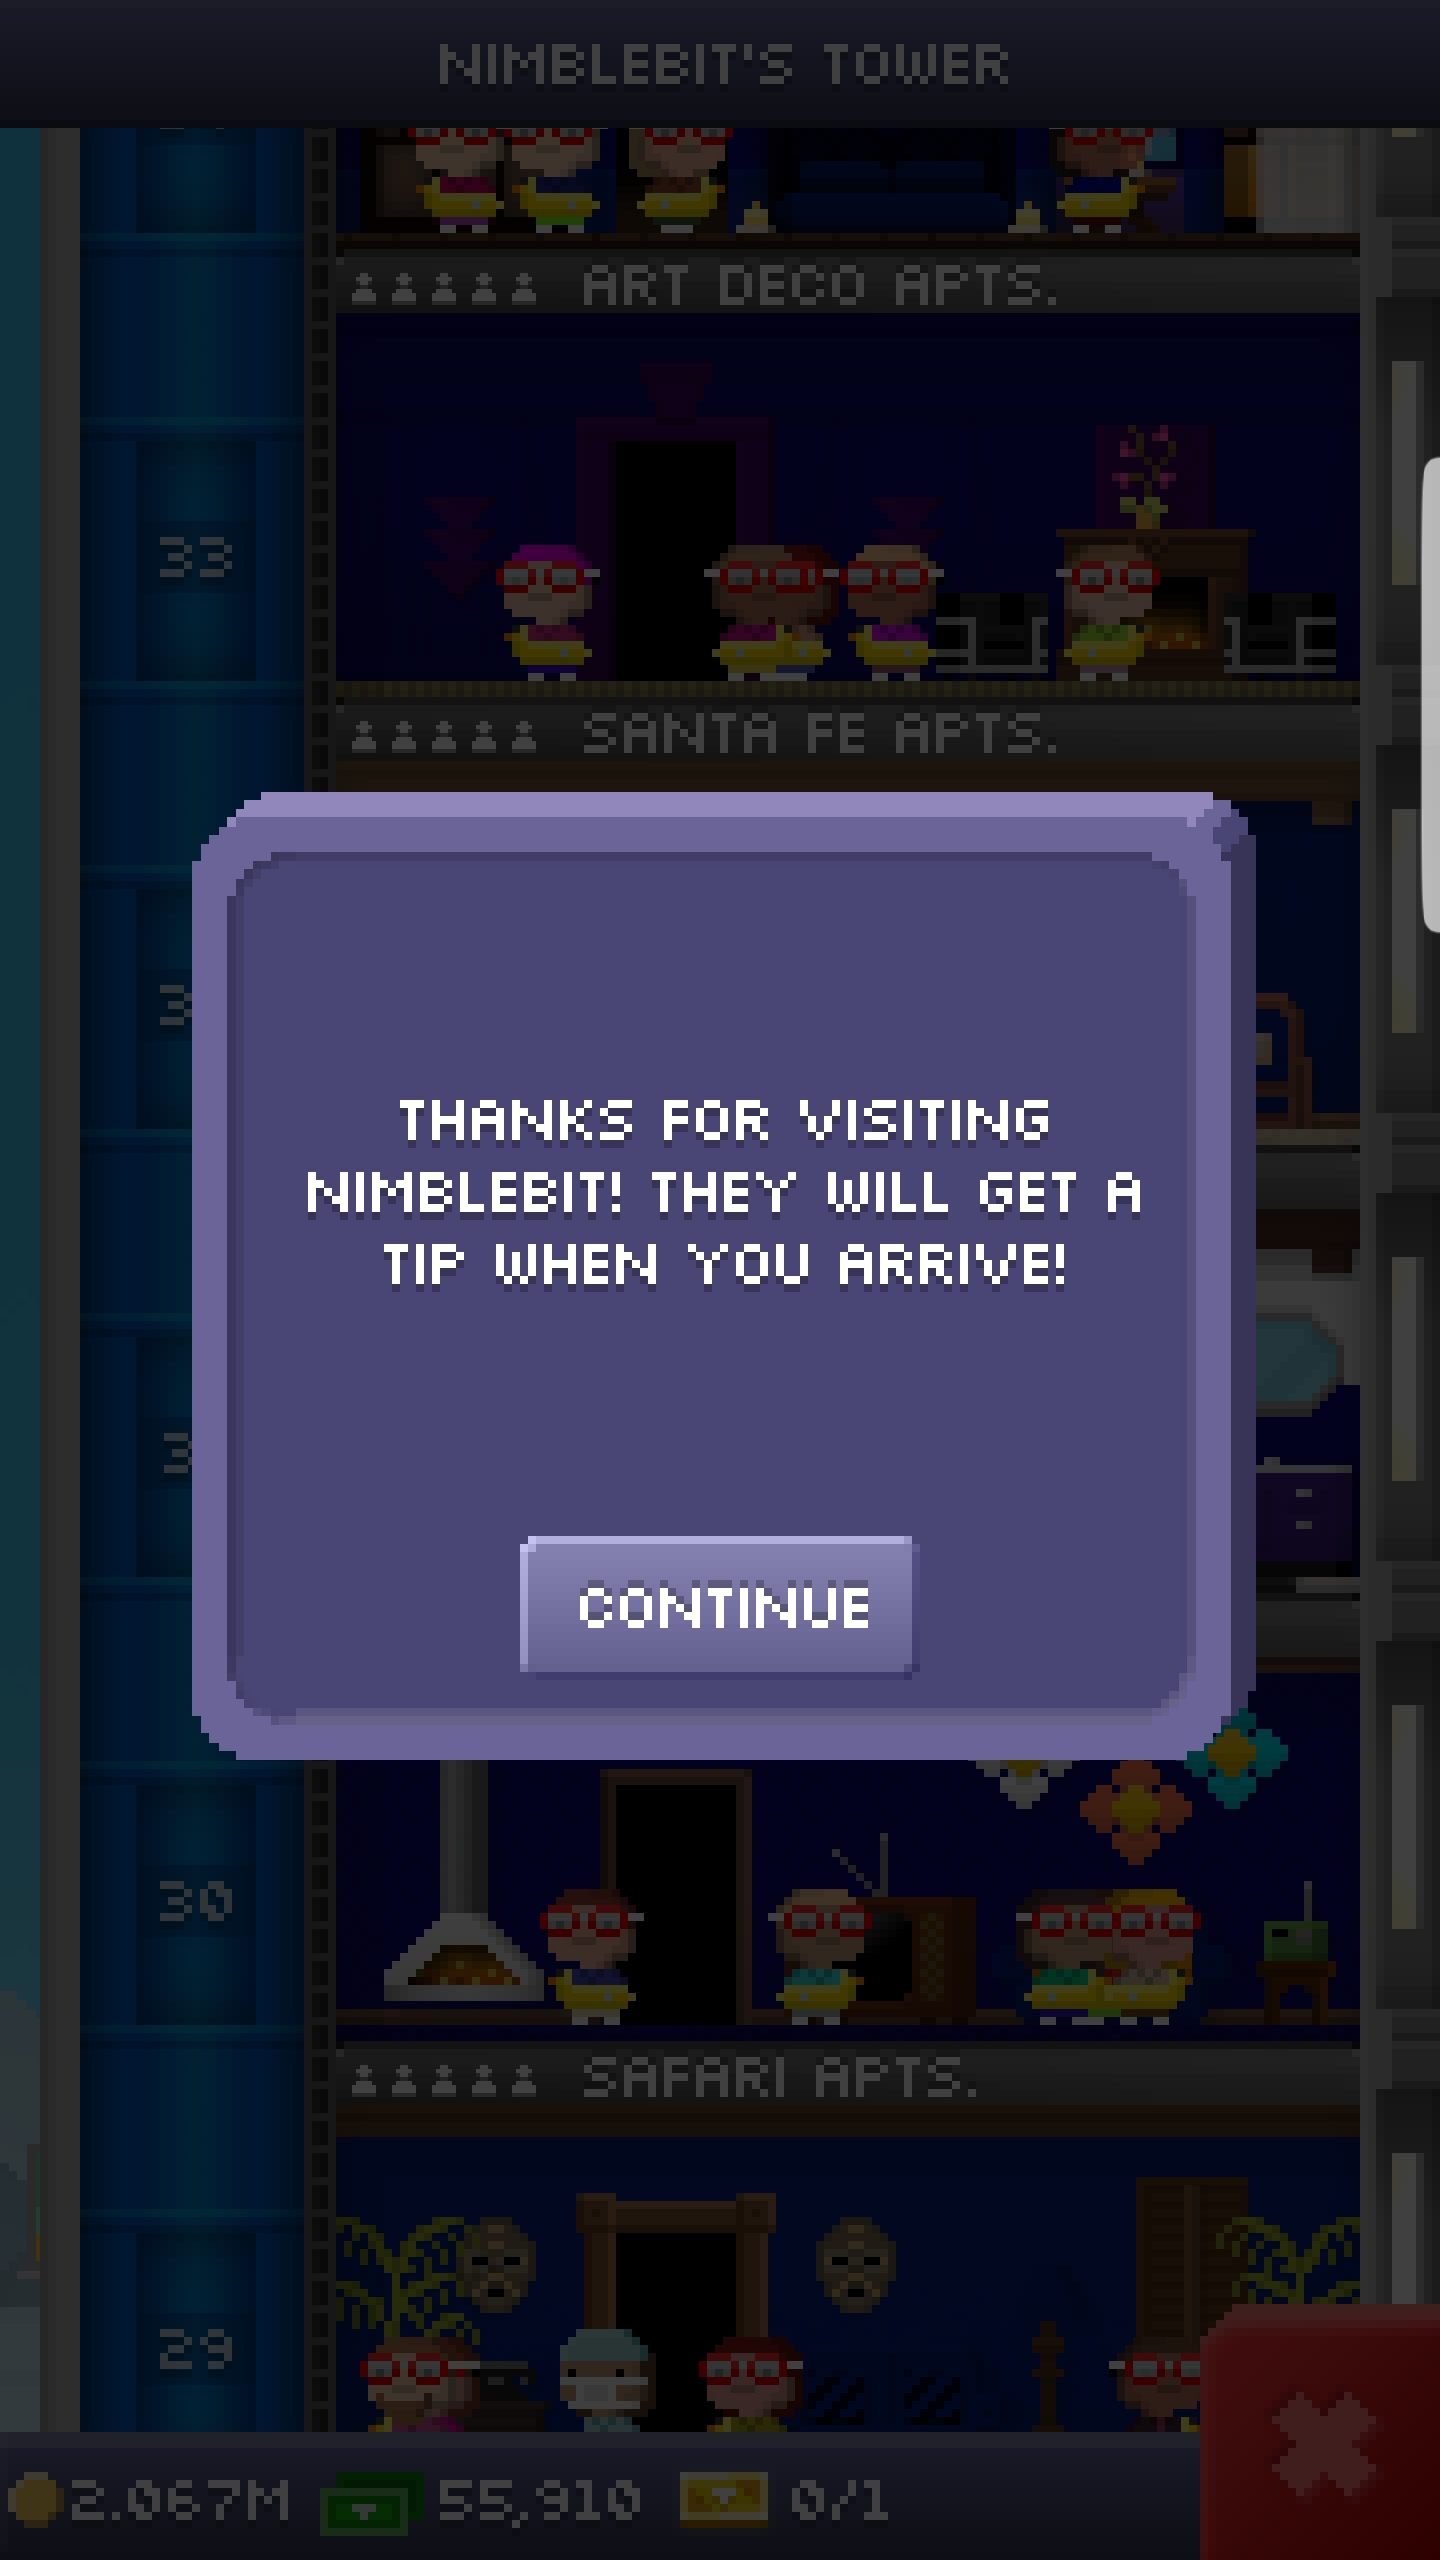 NIMBLEBIT'S TOWER
ART DECO APTS.
33
SANTA FE APTS.
THANKS FOR VISITING
NIMBLEBIT! THEY WILL GET A
TIP WHEN YOU ARRIVE!
CONTINUE
30
SAFARI APTS.
29
2.067M 55,910 0/1